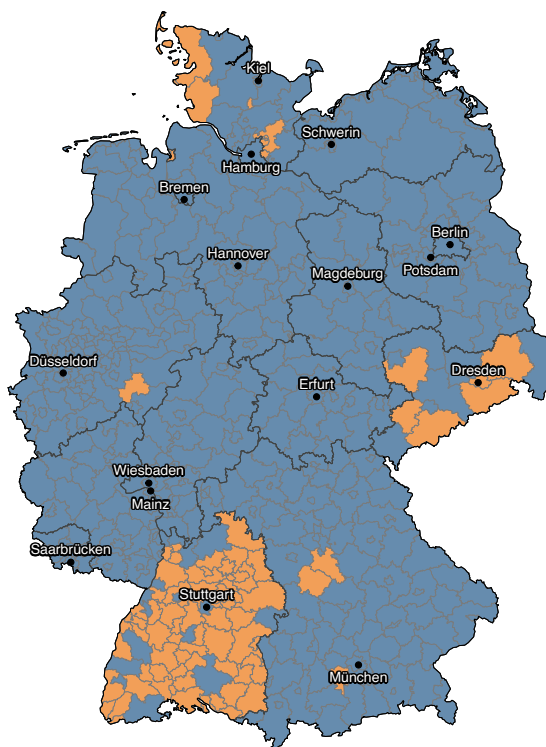 Kiel
Schwerin
Hamburg
Bremen
Berlin
Hannover
Potsdam
Magdeburg
Düsseldorf
Dresden
Erfurt
Wiesbaden
Mainz
Saarbrücken
Stuttgart
München